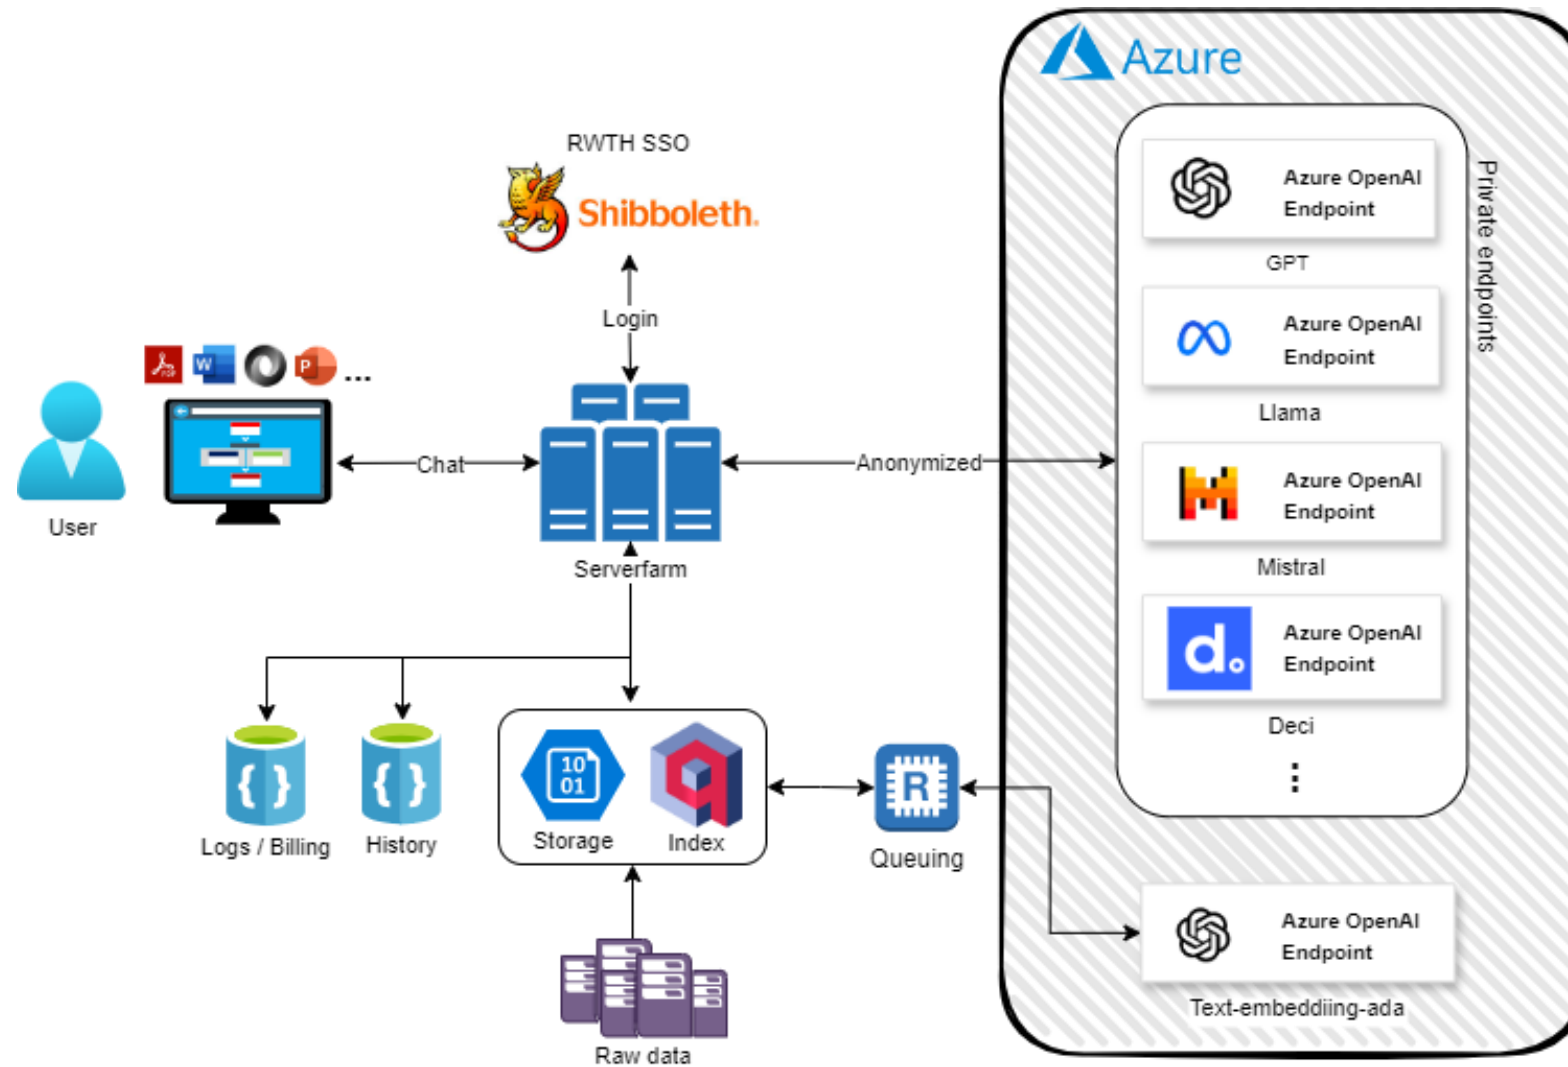 Azure
RWTH SSO
Shibboleth.
Login
Private endpoints
Azure OpenAI
Endpoint
GPT
Azure OpenAI
Endpoint
Llama
Azure OpenAI
Endpoint
Mistral
Azure OpenAI
Endpoint
d.
Deci
W
P
...
User
Chat
Serverfarm
Anonymized
{ }
Logs / Billing
{ }
History
10
01
Storage
Index
R
Queuing
Raw data
Azure OpenAI
Endpoint
Text-embeddiing-ada